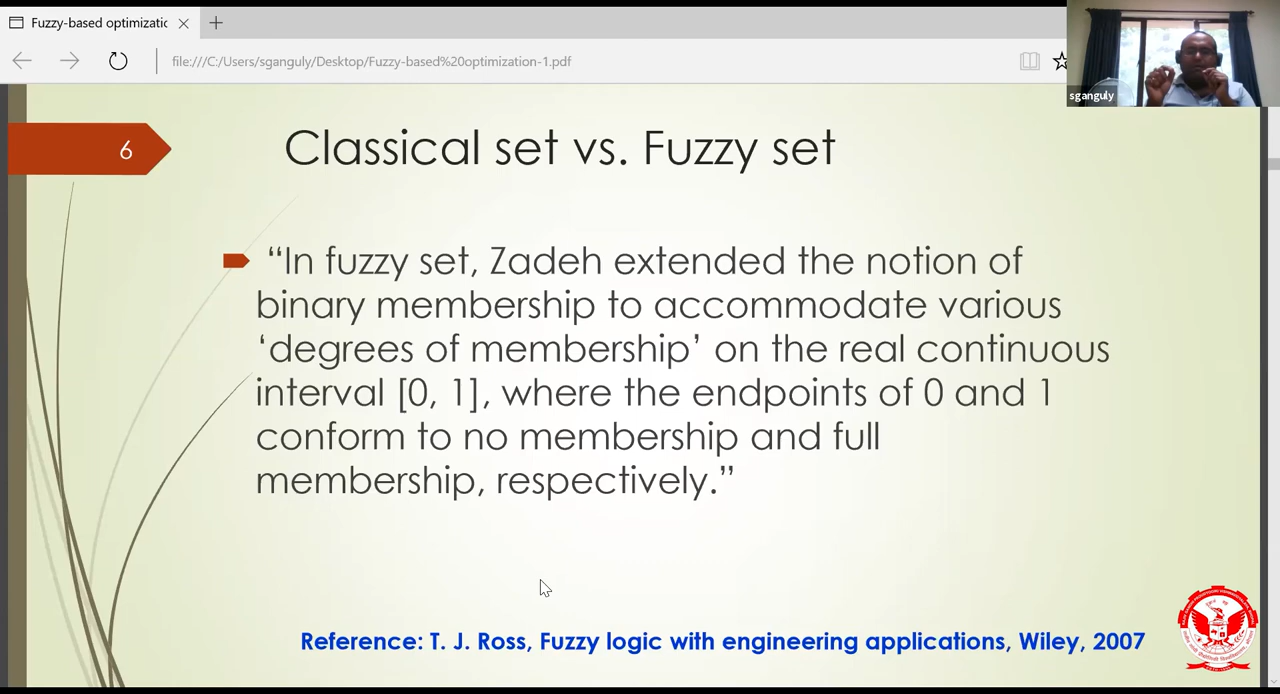 Fuzzy-based optimizatic
file:///C:/Users/sganguly/Desktop/Fuzzy-based%20optimization-1.pdf
sganguly
6
Classical set vs. Fuzzy set
“In fuzzy set, Zadeh extended the notion of
binary membership to accommodate various
‘degrees of membership’ on the real continuous
interval [0, 1], where the endpoints of 0 and 1
conform to no membership and full
membership, respectively.”
Reference: T. J. Ross, Fuzzy logic with engineering applications, Wiley, 2007